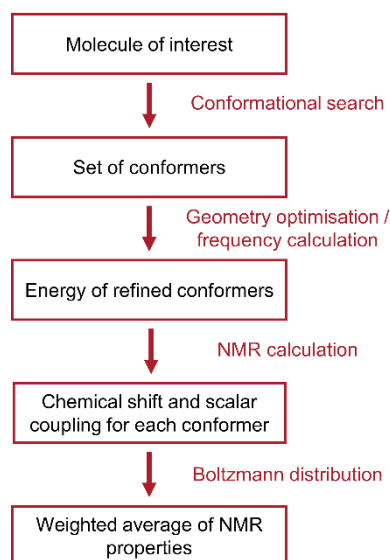 Molecule of interest
Conformational search
Set of conformers
Geometry optimisation /
frequency calculation
Energy of refined conformers
NMR calculation
Chemical shift and scalar
coupling for each conformer
Boltzmann distribution
Weighted average of NMR
properties